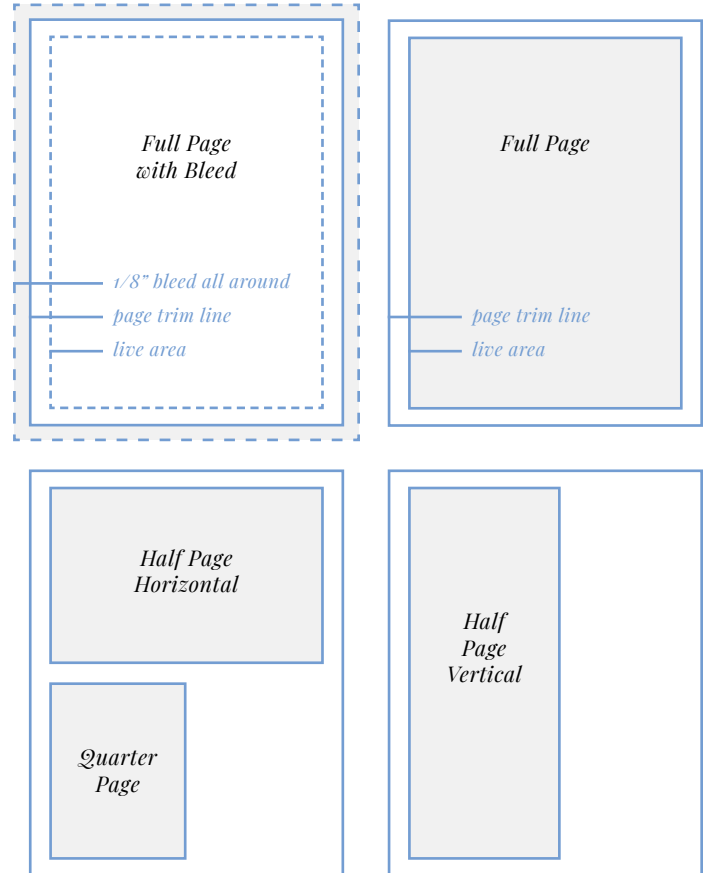 Full Page
with Bleed
1/8” bleed all around
page trim line
live area
Full Page
page trim line
live area
Half Page
Horizontal
Quarter
Page
Half
Page
Vertical